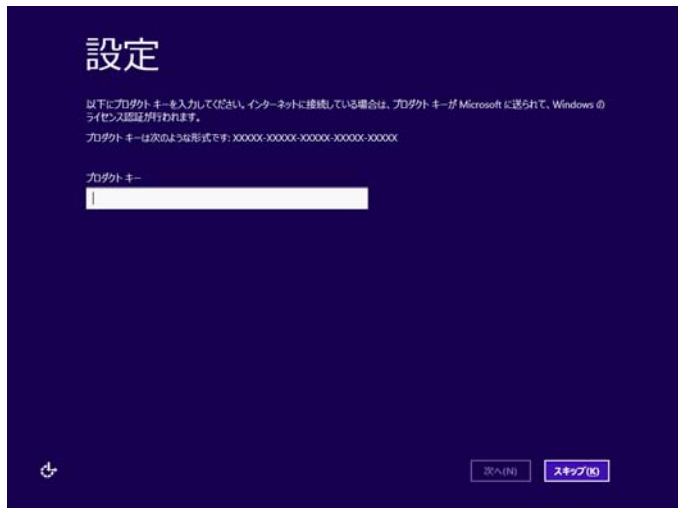 設定
以下にプロダクト キーを入力してください。インターネットに接続している場合は、プロダクト キーが Microsoft に送られて、Windows の
ライセンス認証が行われます。
プロダクト キーは次のような形式です: XXXXX-XXXXX-XXXXX-XXXXX-XXXXX
プロダクト キー
次へ(N) スキップ(K)